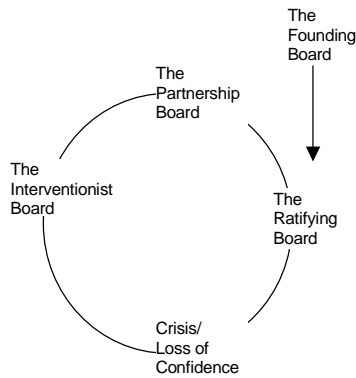 The
Founding
Board
The
Partnership
Board
The
Interventionist
Board
The
Ratifying
Board
Crisis/
Loss of
Confidence